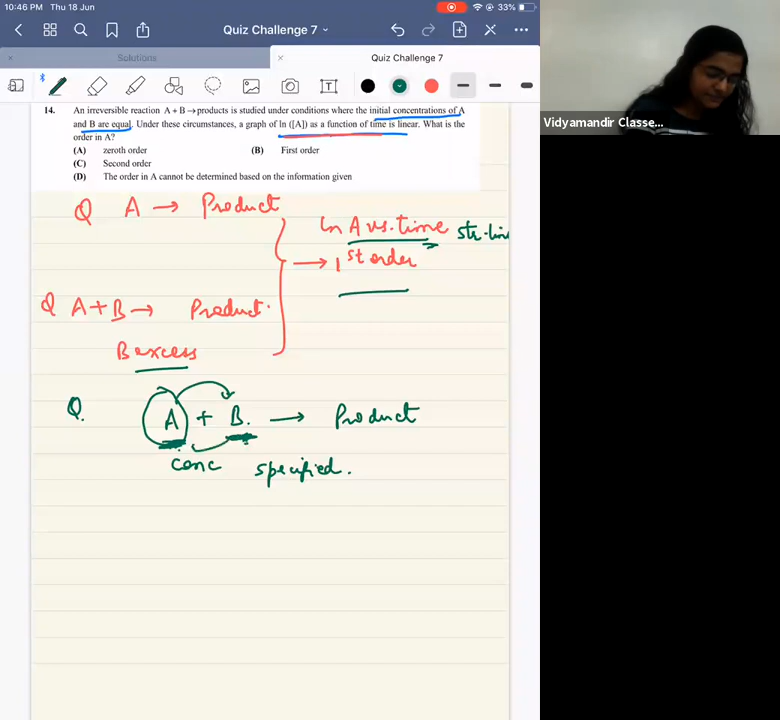 10:46 PM Thu 18 Jun
33%
Quiz Challenge 7
Solutions
Quiz Challenge 7
14. An irreversible reaction A + B → products is studied under conditions where the initial concentrations of A
and B are equal. Under these circumstances, a graph of ln ([A]) as a function of time is linear. What is the
order in A?
(A) zeroth order (B) First order
(C) Second order
(D) The order in A cannot be determined based on the information given
Q A → Product
ln A vs. time str. line
→ 1st order
Q A + B → Product.
B excess
Q. A + B. → Product
conc specified.
Vidyamandir Classe...